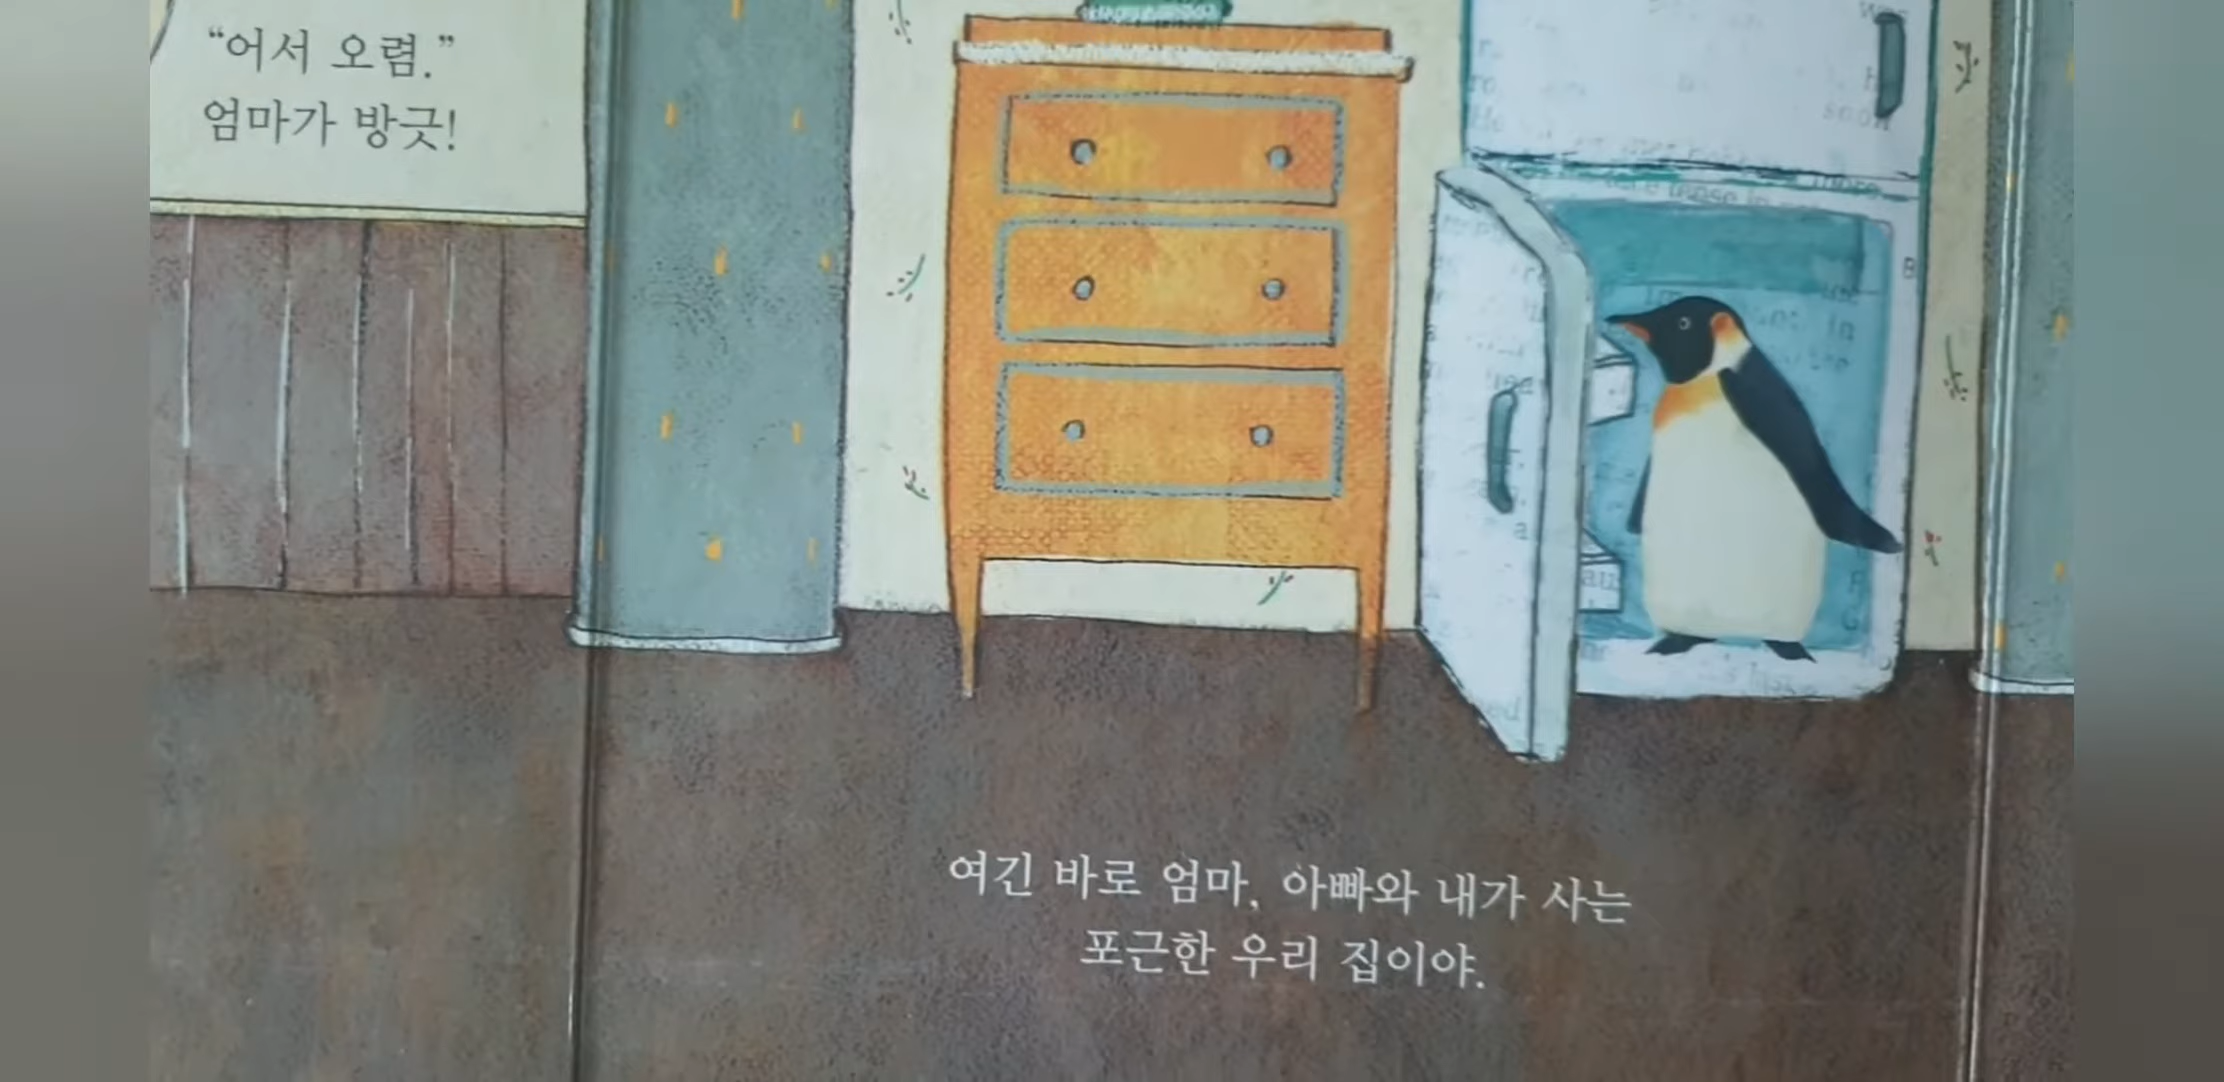 “어서 오렴.”
엄마가 방긋!
여긴 바로 엄마, 아빠와 내가 사는
포근한 우리 집이야.